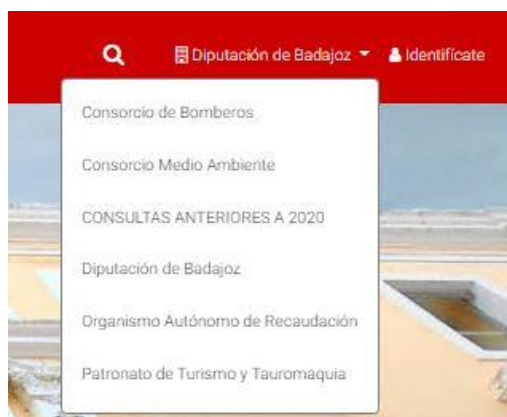 Diputación de Badajoz Identifícate
Consorcio de Bomberos
Consorcio Medio Ambiente
CONSULTAS ANTERIORES A 2020
Diputación de Badajoz
Organismo Autónomo de Recaudación
Patronato de Turismo y Tauromaquia